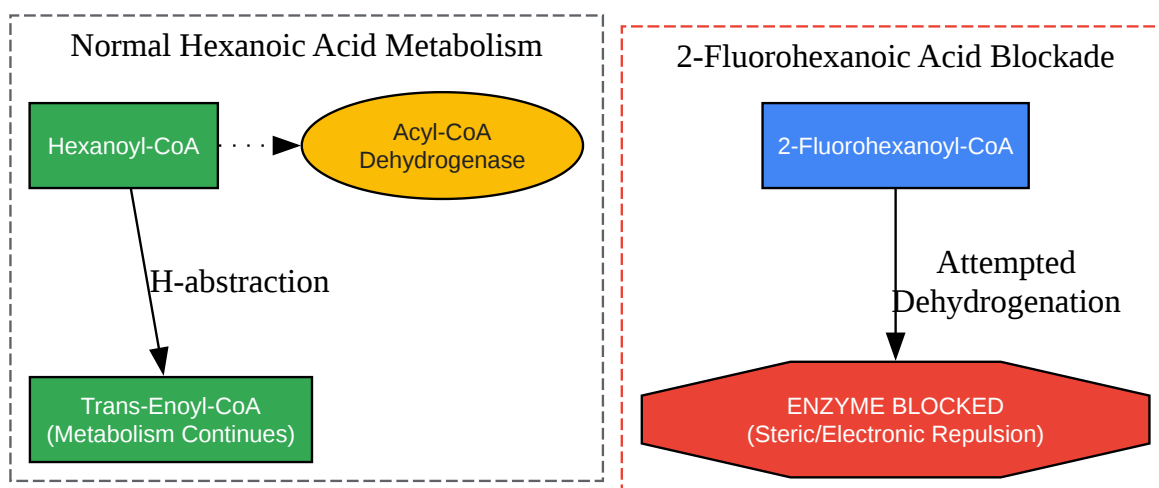 Normal Hexanoic Acid Metabolism
Hexanoyl-CoA
Acyl-CoA
Dehydrogenase
H-abstraction
Trans-Enoyl-CoA
(Metabolism Continues)
2-Fluorohexanoic Acid Blockade
2-Fluorohexanoyl-CoA
Attempted
Dehydrogenation
ENZYME BLOCKED
(Steric/Electronic Repulsion)